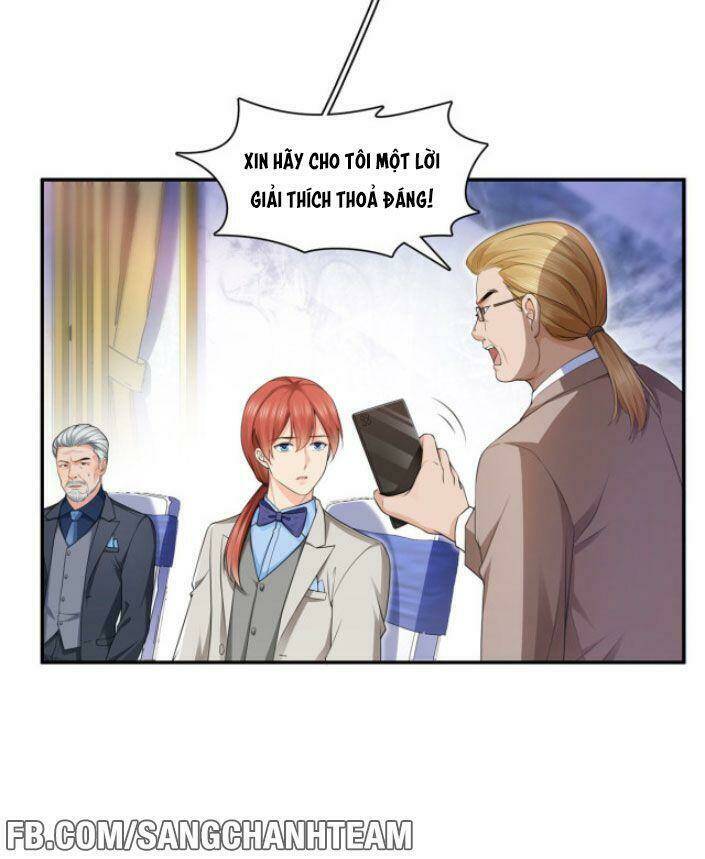 XIN HÃY CHO TÔI MỘT LỜI
GIẢI THÍCH THOẢ ĐÁNG!
FB.COM/SANGCHANHTEAM